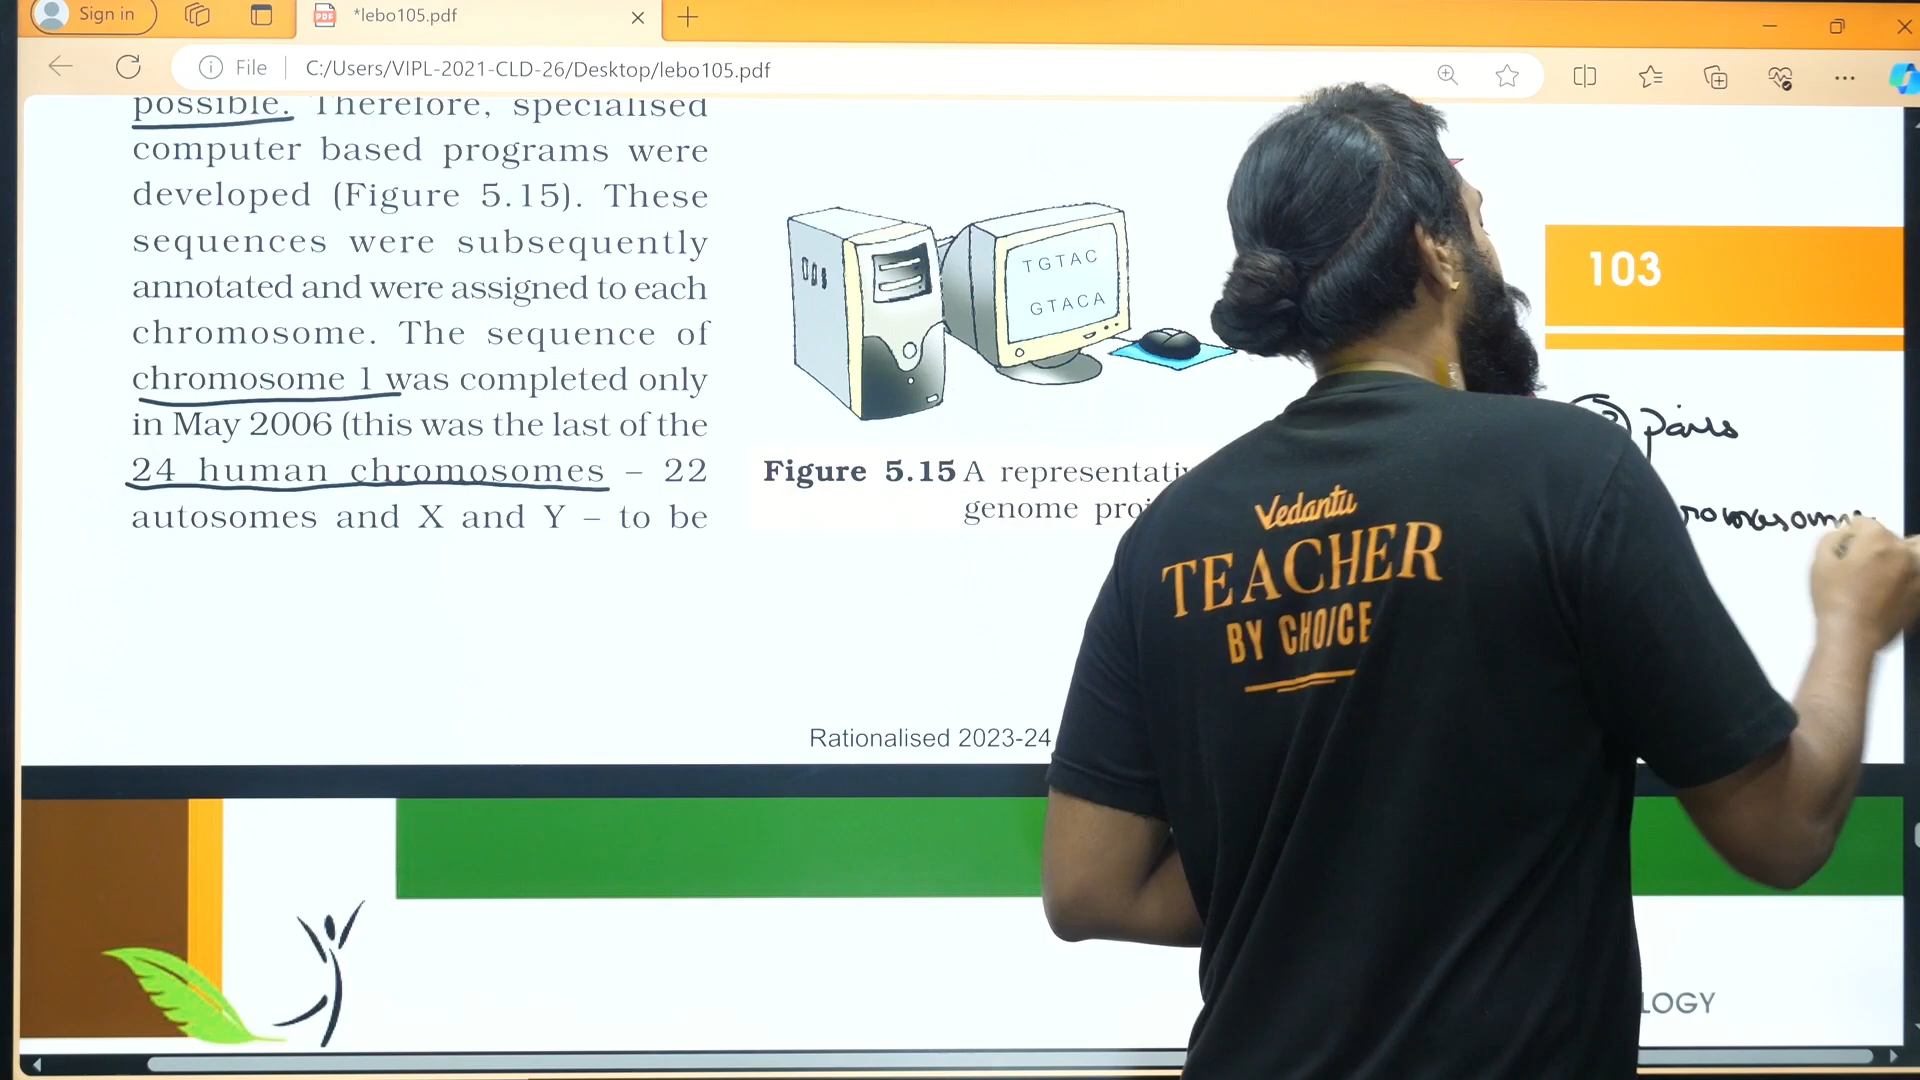 Sign in
*lebo105.pdf
File
C:/Users/VIPL-2021-CLD-26/Desktop/lebo105.pdf
possible. Therefore, specialised
computer based programs were
developed (Figure 5.15). These
sequences were subsequently
annotated and were assigned to each
chromosome. The sequence of
chromosome 1 was completed only
in May 2006 (this was the last of the
24 human chromosomes – 22
autosomes and X and Y – to be
TGTAC
GTACA
Figure 5.15 A
genome
103
pairs
Vedantu
TEACHER
BY CHOICE
Rationalised 2023-24